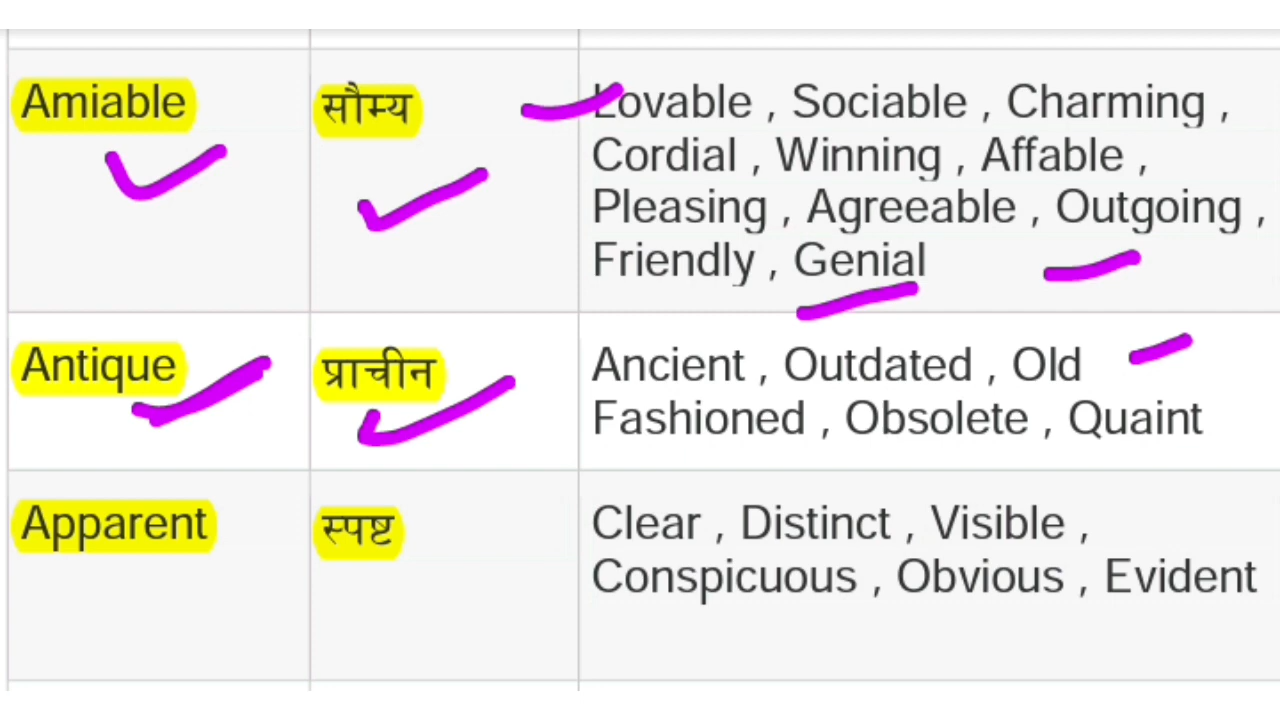 Amiable सौम्य Lovable , Sociable , Charming ,
Cordial , Winning , Affable ,
Pleasing , Agreeable , Outgoing ,
Friendly , Genial
Antique प्राचीन Ancient , Outdated , Old
Fashioned , Obsolete , Quaint
Apparent स्पष्ट Clear , Distinct , Visible ,
Conspicuous , Obvious , Evident